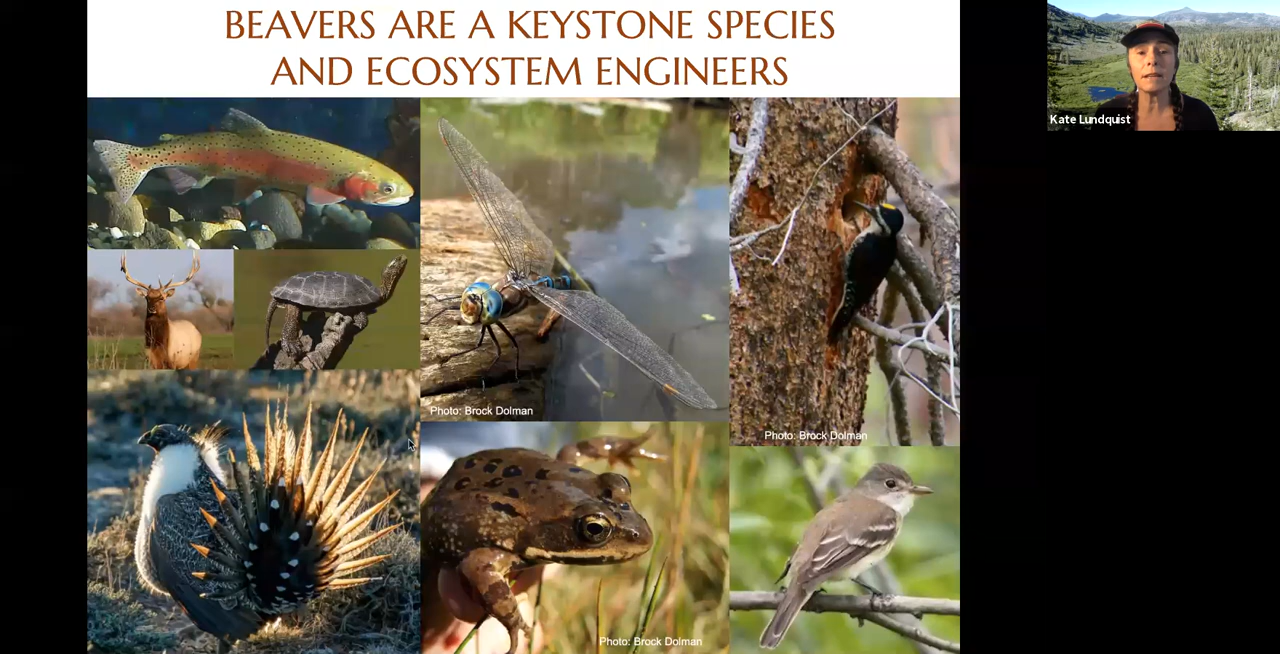 BEAVERS ARE A KEYSTONE SPECIES
AND ECOSYSTEM ENGINEERS
Kate Lundquist
Photo: Brock Dolman
Photo: Brock Dolman
Photo: Brock Dolman